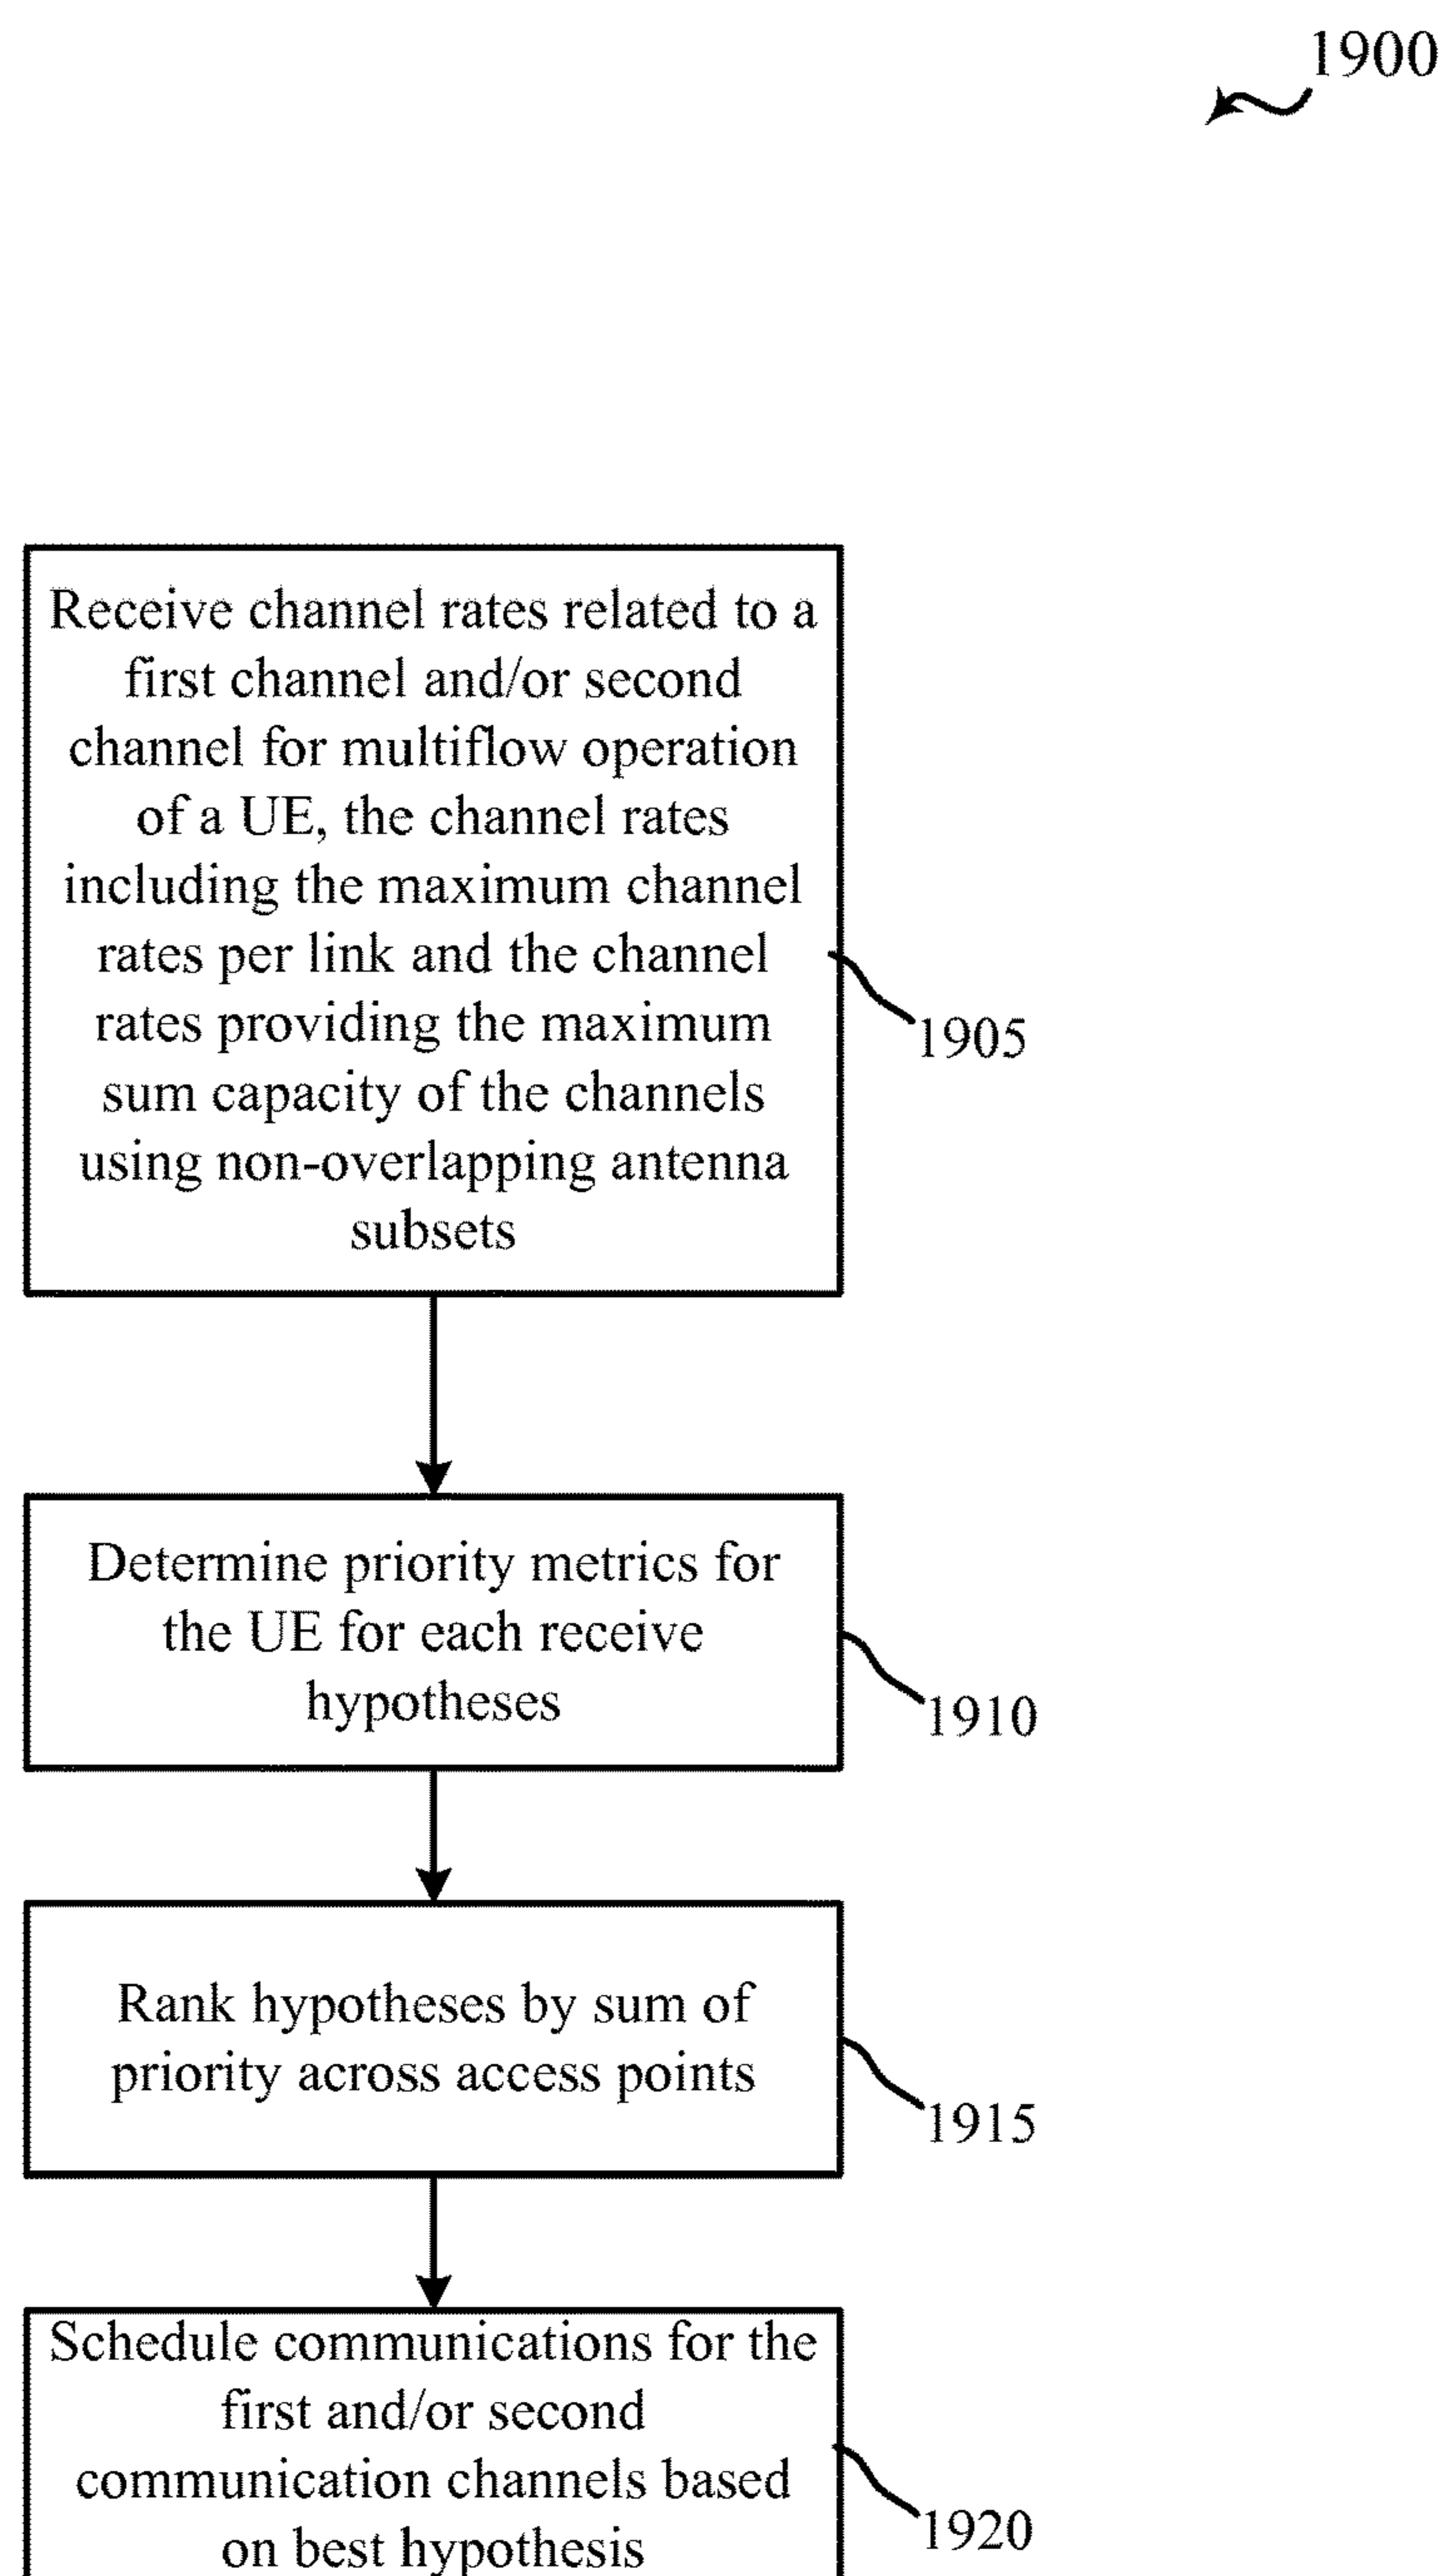 1900
Receive channel rates related to a
first channel and/or second
channel for multiflow operation
of a UE, the channel rates
including the maximum channel
rates per link and the channel
rates providing the maximum
sum capacity of the channels
using non-overlapping antenna
subsets
1905
Determine priority metrics for
the UE for each receive
hypotheses
1910
Rank hypotheses by sum of
priority across access points
1915
Schedule communications for the
first and/or second
communication channels based
on best hypothesis
1920